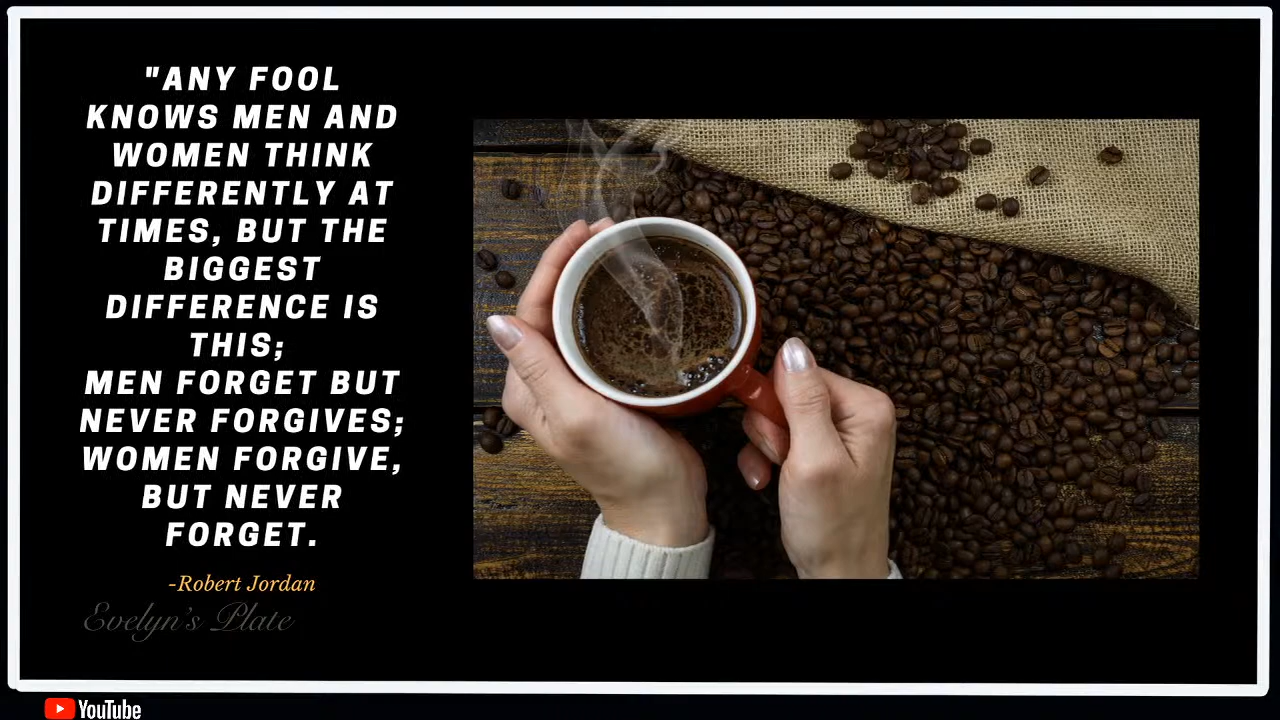 "ANY FOOL
KNOWS MEN AND
WOMEN THINK
DIFFERENTLY AT
TIMES, BUT THE
BIGGEST
DIFFERENCE IS
THIS;
MEN FORGET BUT
NEVER FORGIVES;
WOMEN FORGIVE,
BUT NEVER
FORGET.
-Robert Jordan
Evelyn's Plate
YouTube